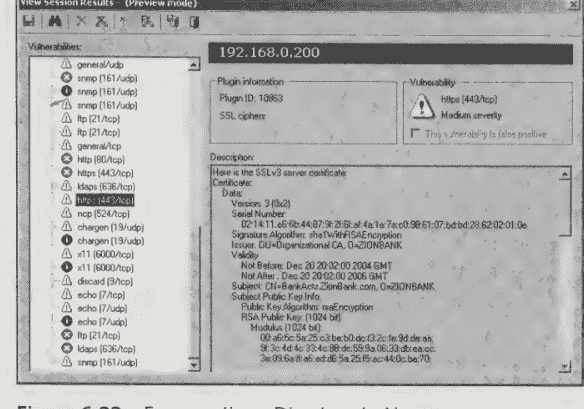 View Session Results - (Preview mode)
Vulnerabilities:
general/udp
snmp (161/udp)
snmp (161/udp)
snmp (161/udp)
ftp (21/tcp)
ftp (21/tcp)
general/tcp
http (80/tcp)
https (443/tcp)
ldaps (636/tcp)
https (443/tcp)
ncp (524/tcp)
chargen (19/udp)
chargen (19/udp)
x11 (6000/tcp)
x11 (6000/tcp)
discard (9/tcp)
echo (7/tcp)
echo (7/udp)
echo (7/udp)
ftp (21/tcp)
ldaps (636/tcp)
snmp (161/udp)
192.168.0.200
Plugin information
Plugin ID: 10863
SSL ciphers
Vulnerability
https (443/tcp)
Medium severity
This vulnerability is false positive
Description:
Here is the SSLv3 server certificate:
Certificate:
Data:
Version: 3 (0x2)
Serial Number
Signature Algorithm: sha1WithRSAEncryption
Issuer: OU=Organizational CA, O=ZIONBANK
Validity
Not Before: Dec 20 20:02:00 2004 GMT
Not After : Dec 20 20:02:00 2006 GMT
Subject: CN=BankActs.ZionBank.com, O=ZIONBANK
Subject Public Key Info:
Public Key Algorithm: rsaEncryption
RSA Public Key: (1024 bit)
Modulus (1024 bit):